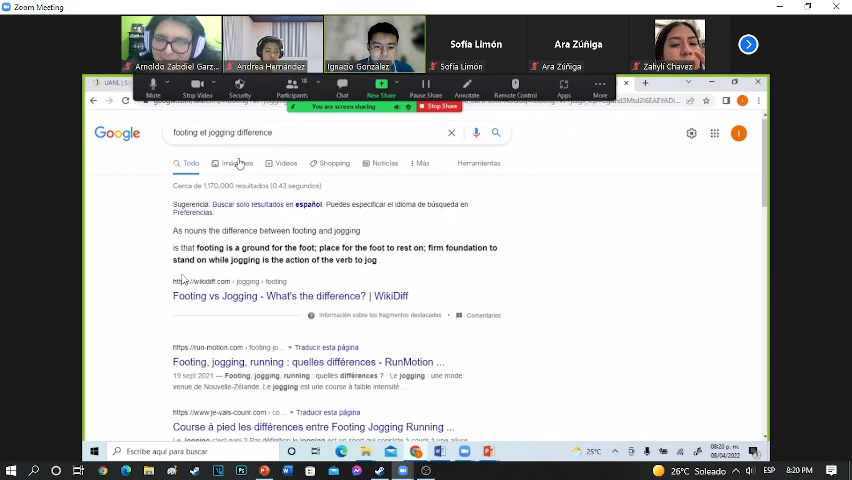 Zoom Meeting
Arnoldo Zabdiel Garz...
Andrea Hernandez
Ignacio González
Sofía Limón
Sofía Limón
Ara Zúñiga
Ara Zúñiga
Zahylí Chavez
Mute
Stop Video
Security
18
Participants
Chat
New Share
Pause Share
Annotate
Remote Control
Apps
More
You are screen sharing
Stop Share
Google
footing et jogging difference
Todo
Imágenes
Videos
Shopping
Noticias
Más
Herramientas
Cerca de 1,170,000 resultados (0.43 segundos)
Sugerencia: Buscar solo resultados en español. Puedes especificar el idioma de búsqueda en
Preferencias.
As nouns the difference between footing and jogging
is that footing is a ground for the foot; place for the foot to rest on; firm foundation to
stand on while jogging is the action of the verb to jog.
https://wikidiff.com › jogging › footing
Footing vs Jogging - What's the difference? | WikiDiff
Información sobre los fragmentos destacados • Comentarios
https://run-motion.com › footing-jo... Traducir esta página
Footing, jogging, running : quelles différences - RunMotion ...
19 sept 2021 — Footing, jogging, running : quelles différences ? · Le jogging : une mode
venue de Nouvelle-Zélande. Le jogging est une course à faible intensité ...
https://www.je-vais-courir.com › co... Traducir esta página
Course à pied les différences entre Footing Jogging Running ...
Escribe aquí para buscar
25°C
08:20 p. m.
05/04/2022
26°C Soleado
ESP
8:20 PM